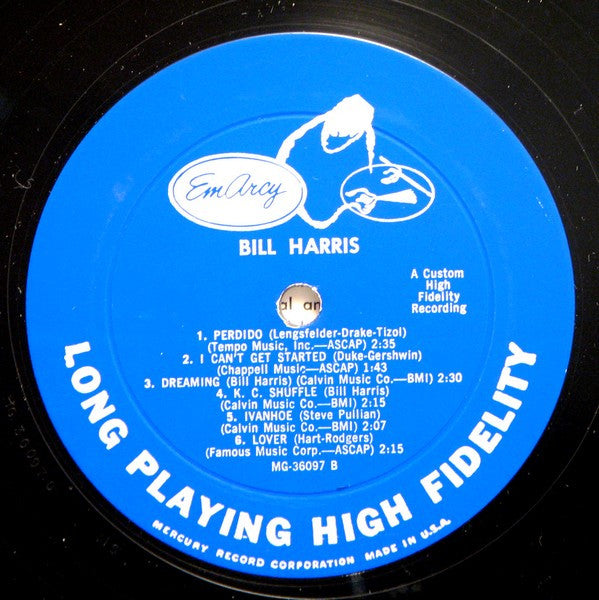 EmArcy
BILL HARRIS
A Custom
High
Fidelity
Recording
al an
1. PERDIDO (Lengsfelder-Drake-Tizol)
(Tempo Music, Inc.—ASCAP) 2:35
2. I CAN'T GET STARTED (Duke-Gershwin)
(Chappell Music—ASCAP) 1:43
3. DREAMING (Bill Harris) (Calvin Music Co.—BMI) 2:30
4. K. C. SHUFFLE (Bill Harris)
(Calvin Music Co.—BMI) 2:15
5. IVANHOE (Steve Pullian)
(Calvin Music Co.—BMI) 2:07
6. LOVER (Hart-Rodgers)
(Famous Music Corp.—ASCAP) 2:15
MG-36097 B
LONG PLAYING HIGH FIDELITY
MERCURY RECORD CORPORATION MADE IN U.S.A.